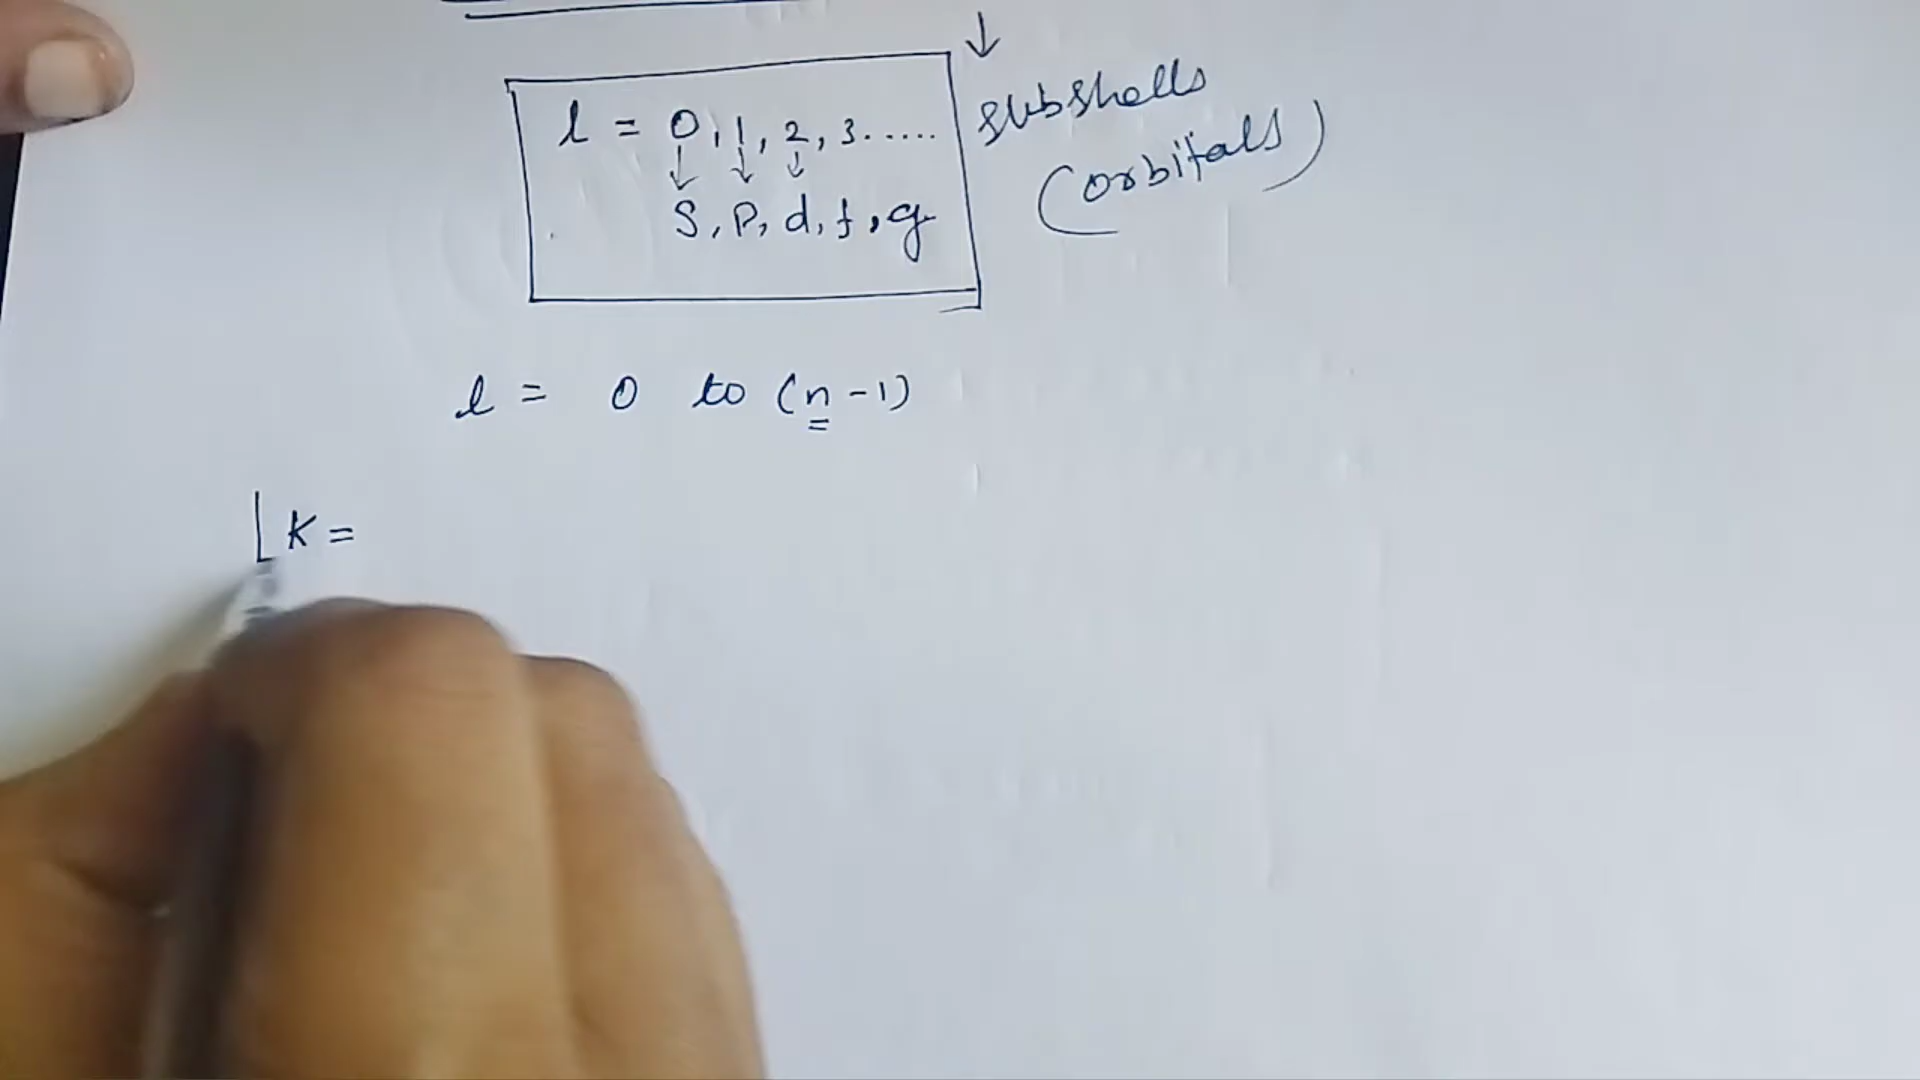 l = 0, 1, 2, 3.....
subshells
(orbitals)
S, P, d, f, g
l = 0 to (n-1)
K =